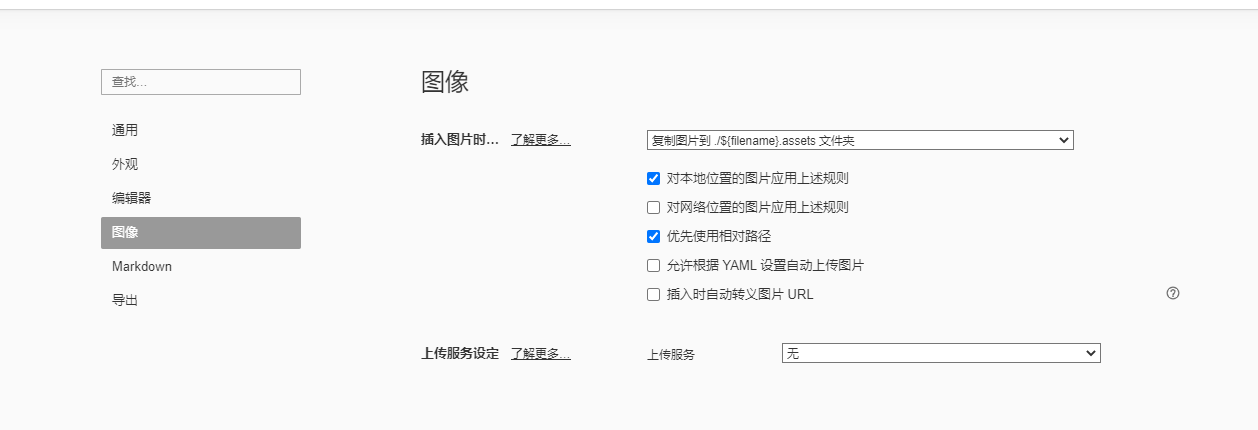 查找…
通用
外观
编辑器
图像
Markdown
导出
图像
插入图片时… 了解更多… 复制图片到 ./${filename}.assets 文件夹
对本地位置的图片应用上述规则
对网络位置的图片应用上述规则
优先使用相对路径
允许根据 YAML 设置自动上传图片
插入时自动转义图片 URL
上传服务设定 了解更多… 上传服务 无